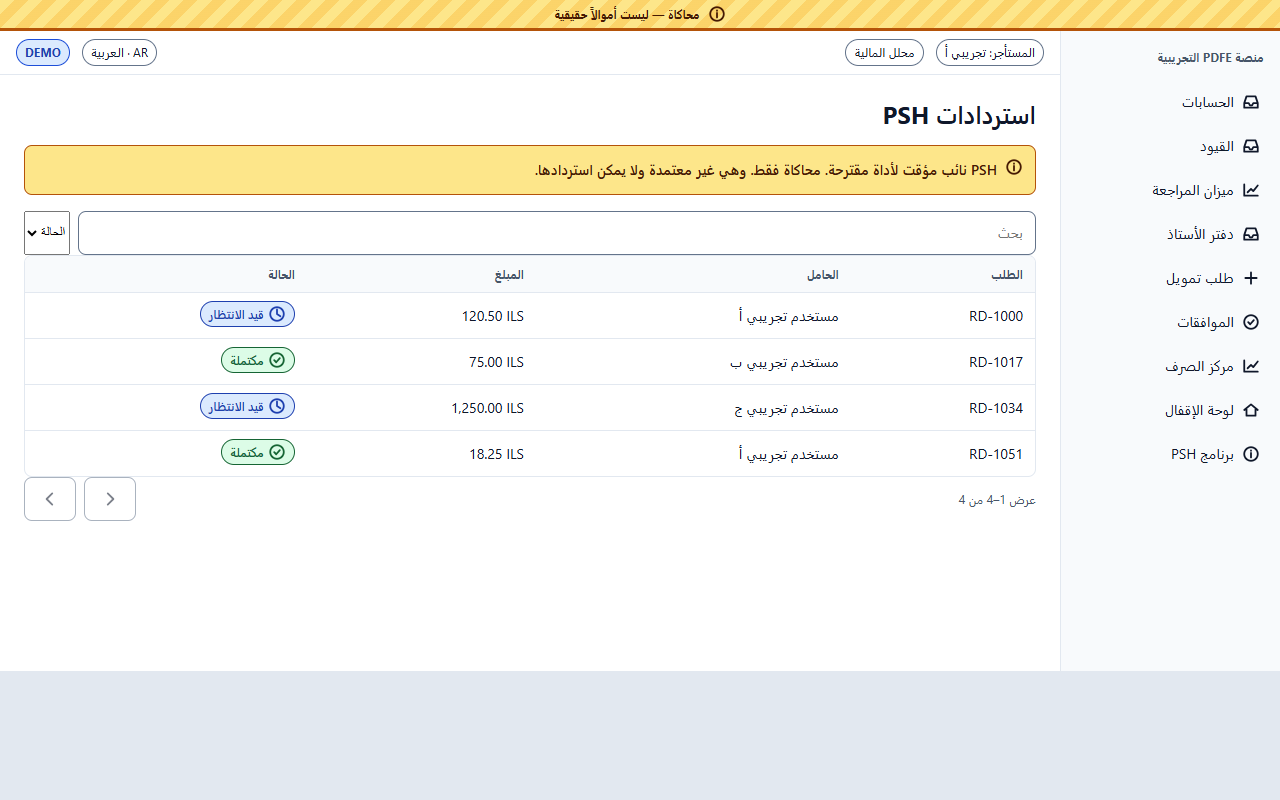 محاكاة — ليست أموالاً حقيقية
منصة PDFE التجريبية
الحسابات
القيود
ميزان المراجعة
دفتر الأستاذ
طلب تمويل
الموافقات
مركز الصرف
لوحة الإقفال
برنامج PSH
المستأجر: تجريبي أ
محلل المالية
AR · العربية
DEMO
استردادات PSH
PSH نائب مؤقت لأداة مقترحة. محاكاة فقط. وهي غير معتمدة ولا يمكن استردادها.
بحث
الحالة
الطلب الحامل المبلغ الحالة
RD-1000 مستخدم تجريبي أ 120.50 ILS قيد الانتظار
RD-1017 مستخدم تجريبي ب 75.00 ILS مكتملة
RD-1034 مستخدم تجريبي ج 1,250.00 ILS قيد الانتظار
RD-1051 مستخدم تجريبي أ 18.25 ILS مكتملة
عرض 1–4 من 4